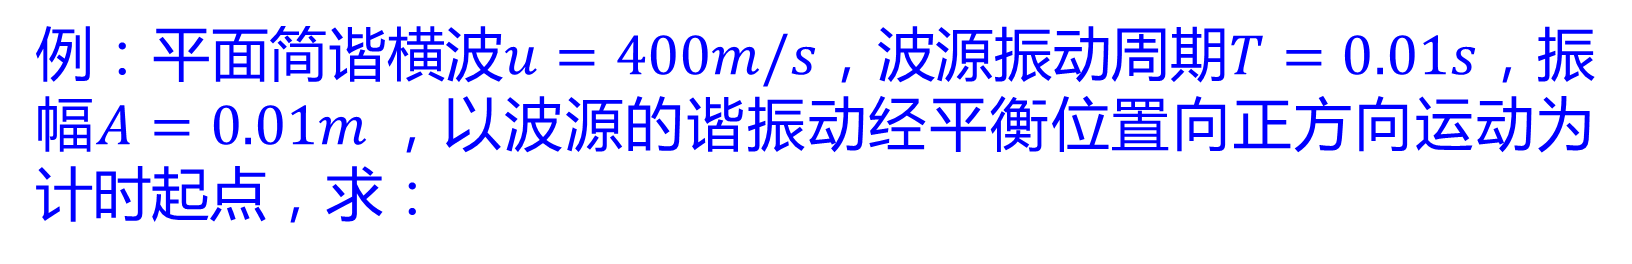 例：平面简谐横波u = 400m/s，波源振动周期T = 0.01s，振
幅A = 0.01m ，以波源的谐振动经平衡位置向正方向运动为
计时起点，求：